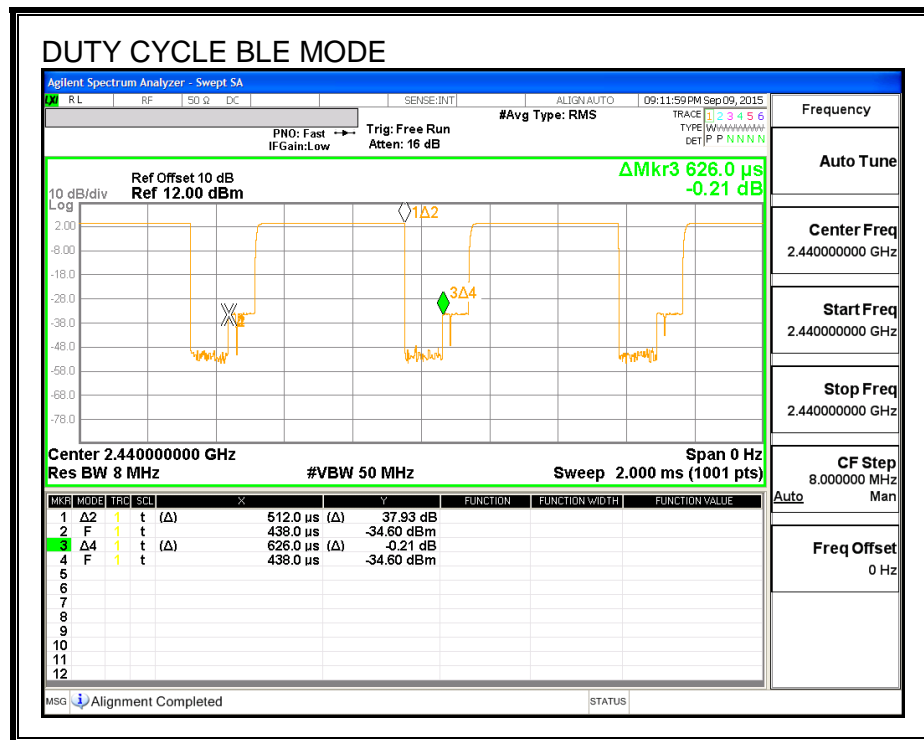 DUTY CYCLE BLE MODE
Agilent Spectrum Analyzer - Swept SA
LXI RL RF 50 Ω DC SENSE:INT ALIGN AUTO 09:11:59 PM Sep 09, 2015
PNO: Fast IFGain:Low
Trig: Free Run
Atten: 16 dB
#Avg Type: RMS
TRACE 1 2 3 4 5 6
TYPE WWWWWWW
DET P P N N N N
Frequency
ΔMkr3 626.0 µs
-0.21 dB
Ref Offset 10 dB
10 dB/div Ref 12.00 dBm
Log
2.00
-8.00
-18.0
-28.0
-38.0
-48.0
-58.0
-68.0
-78.0
1Δ2
3Δ4
Center 2.440000000 GHz Span 0 Hz
Res BW 8 MHz #VBW 50 MHz Sweep 2.000 ms (1001 pts)
MKR MODE TRC SCL X Y FUNCTION FUNCTION WIDTH FUNCTION VALUE
1 Δ2 1 t (Δ) 512.0 µs (Δ) 37.93 dB
2 F 1 t 438.0 µs -34.60 dBm
3 Δ4 1 t (Δ) 626.0 µs (Δ) -0.21 dB
4 F 1 t 438.0 µs -34.60 dBm
5
6
7
8
9
10
11
12
Auto Tune
Center Freq
2.440000000 GHz
Start Freq
2.440000000 GHz
Stop Freq
2.440000000 GHz
CF Step
8.000000 MHz
Auto Man
Freq Offset
0 Hz
MSG Alignment Completed STATUS